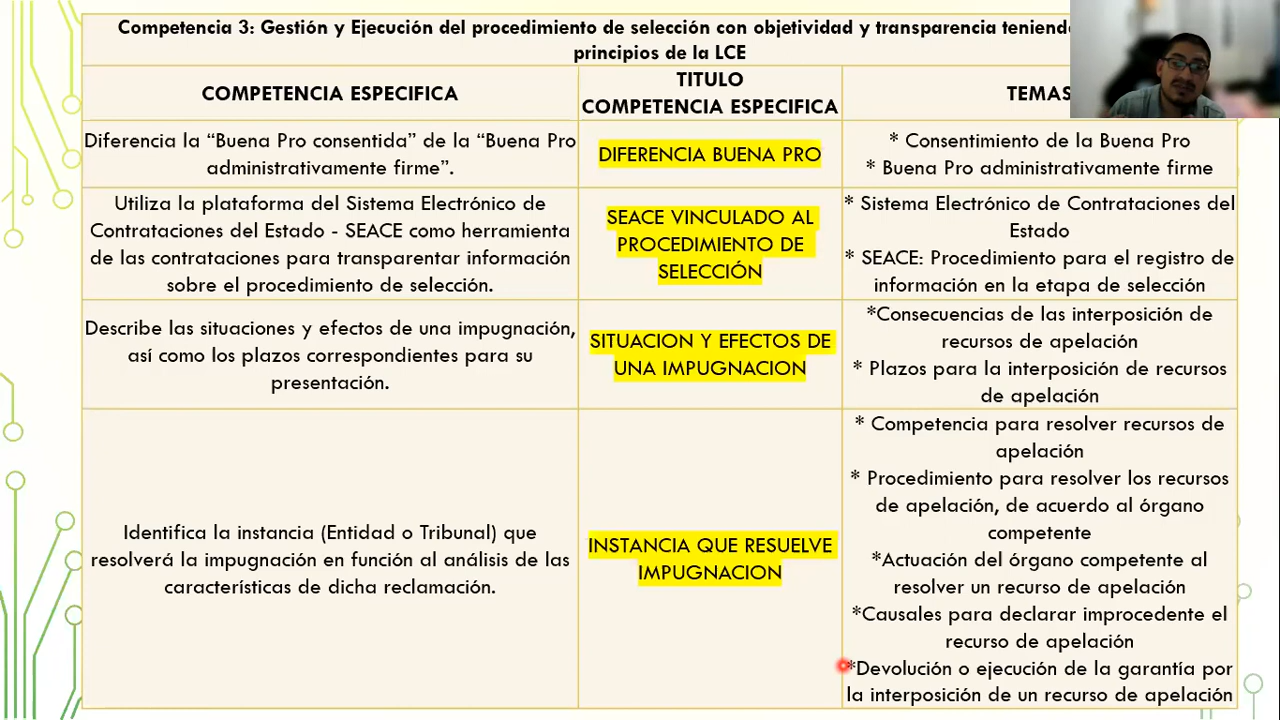 Competencia 3: Gestión y Ejecución del procedimiento de selección con objetividad y transparencia
principios de la LCE
COMPETENCIA ESPECIFICA
TITULO
COMPETENCIA ESPECIFICA
TEMAS
Diferencia la “Buena Pro consentida” de la “Buena Pro
administrativamente firme”.
DIFERENCIA BUENA PRO
* Consentimiento de la Buena Pro
* Buena Pro administrativamente firme
Utiliza la plataforma del Sistema Electrónico de
Contrataciones del Estado - SEACE como herramienta
de las contrataciones para transparentar información
sobre el procedimiento de selección.
SEACE VINCULADO AL
PROCEDIMIENTO DE
SELECCIÓN
* Sistema Electrónico de Contrataciones del
Estado
* SEACE: Procedimiento para el registro de
información en la etapa de selección
Describe las situaciones y efectos de una impugnación,
así como los plazos correspondientes para su
presentación.
SITUACION Y EFECTOS DE
UNA IMPUGNACION
*Consecuencias de las interposición de
recursos de apelación
* Plazos para la interposición de recursos
de apelación
Identifica la instancia (Entidad o Tribunal) que
resolverá la impugnación en función al análisis de las
características de dicha reclamación.
INSTANCIA QUE RESUELVE
IMPUGNACION
* Competencia para resolver recursos de
apelación
* Procedimiento para resolver los recursos
de apelación, de acuerdo al órgano
competente
*Actuación del órgano competente al
resolver un recurso de apelación
*Causales para declarar improcedente el
recurso de apelación
*Devolución o ejecución de la garantía por
la interposición de un recurso de apelación